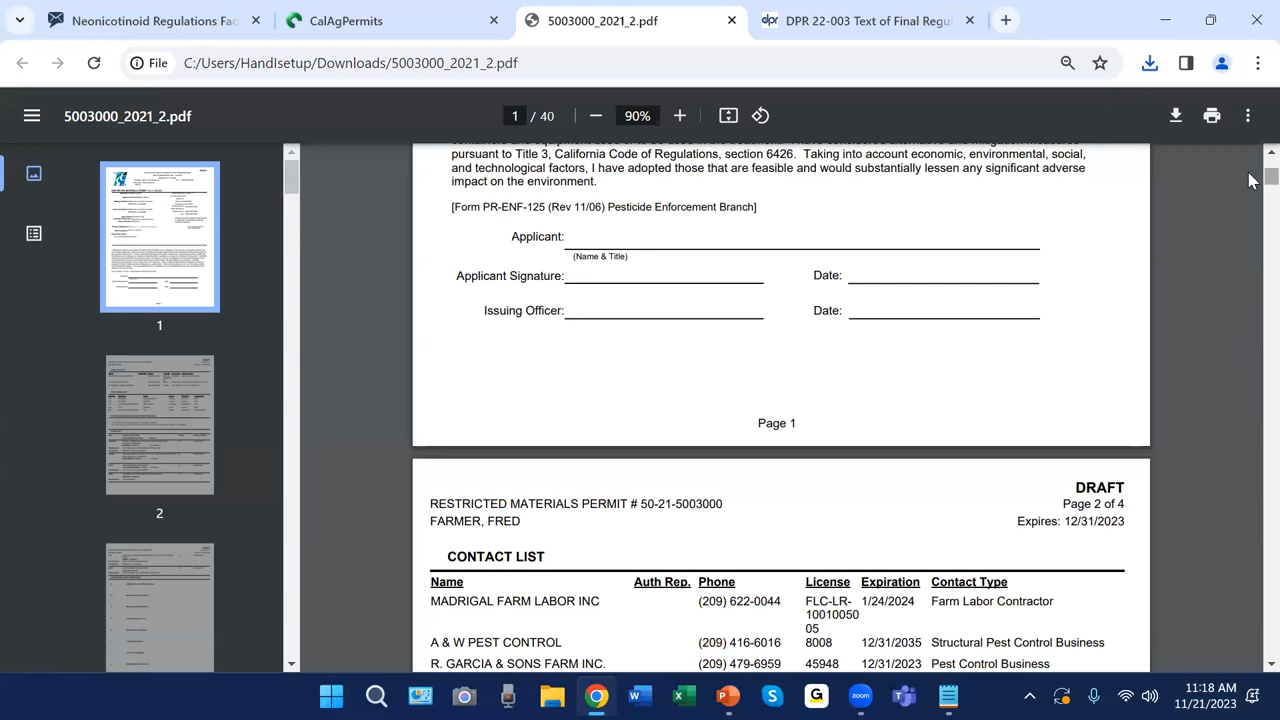 Neonicotinoid Regulations Fac
CalAgPermits
5003000_2021_2.pdf
DPR 22-003 Text of Final Regul
File
C:/Users/HandIsetup/Downloads/5003000_2021_2.pdf
5003000_2021_2.pdf
1 / 40
90%
pursuant to Title 3, California Code of Regulations, section 6426. Taking into account economic, environmental, social,
and technological factors, I have adopted those that are feasible and would substantially lessen any significant adverse
impact on the environment.
[Form PR-ENF-125 (Rev. 11/06) Pesticide Enforcement Branch]
Applicant:
(Name & Title)
Applicant Signature:
Date:
Issuing Officer:
Date:
Page 1
1
2
DRAFT
RESTRICTED MATERIALS PERMIT # 50-21-5003000
Page 2 of 4
FARMER, FRED
Expires: 12/31/2023
CONTACT LIST
Name Auth Rep. Phone License Expiration Contact Type
MADRIGAL FARM LABOR INC (209) 622-0044 FLC-LR- 1/24/2024 Farm Labor Contractor
10010050
05
A & W PEST CONTROL (209) 416-6016 8000 12/31/2035 Structural Pest Control Business
R. GARCIA & SONS FARM INC. (209) 479-6959 45946 12/31/2023 Pest Control Business
11:18 AM
11/21/2023